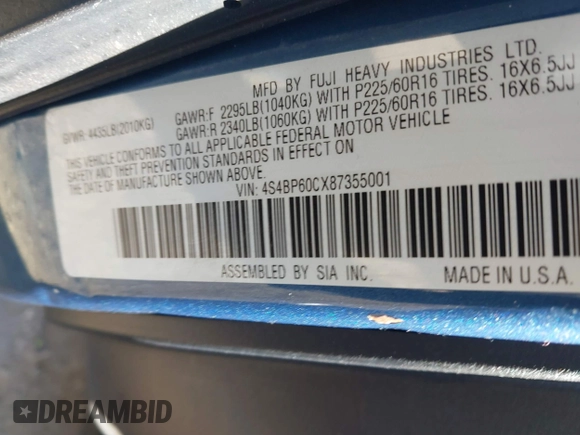 MFD BY FUJI HEAVY INDUSTRIES LTD.
GVWR: 4435LB(2010KG)
GAWR:F 2295LB(1040KG) WITH P225/60R16 TIRES. 16X6.5JJ
GAWR:R 2340LB(1060KG) WITH P225/60R16 TIRES. 16X6.5JJ
THIS VEHICLE CONFORMS TO ALL APPLICABLE FEDERAL MOTOR VEHICLE
SAFETY AND THEFT PREVENTION STANDARDS IN EFFECT ON THE DATE OF
MANUFACTURE SHOWN ABOVE.
VIN: 4S4BP60CX87355001
ASSEMBLED BY SIA INC.
MADE IN U.S.A.
DREAMBID